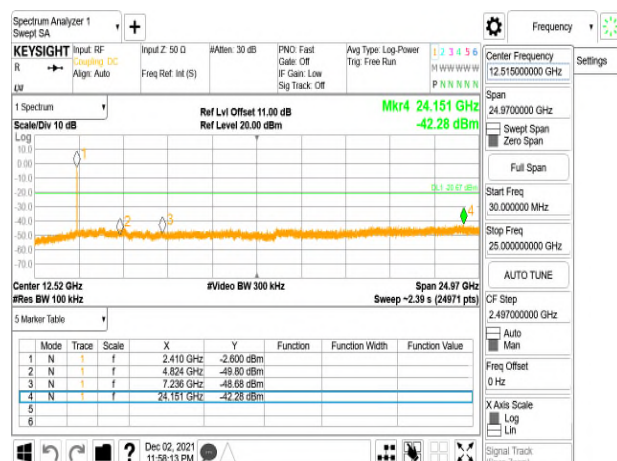 Spectrum Analyzer 1
Swept SA
Frequency
KEYSIGHT
R
Input: RF
Coupling: DC
Align: Auto
Input Z: 50 Ω
Freq Ref: Int (S)
#Atten: 30 dB
PNO: Fast
Gate: Off
IF Gain: Low
Sig Track: Off
Avg Type: Log-Power
Trig: Free Run
1 2 3 4 5 6
M W W W W W
P N N N N N
1 Spectrum
Scale/Div 10 dB
Ref Lvl Offset 11.00 dB
Ref Level 20.00 dBm
Mkr4 24.151 GHz
-42.28 dBm
Log
10.0
0.00
-10.0
-20.0
-30.0
-40.0
-50.0
-60.0
-70.0
1
2
3
4
DL1 -20.67 dBm
Center 12.52 GHz
#Res BW 100 kHz
#Video BW 300 kHz
Span 24.97 GHz
Sweep ~2.39 s (24971 pts)
5 Marker Table
Mode Trace Scale X Y Function Function Width Function Value
1 N 1 f 2.410 GHz -2.600 dBm
2 N 1 f 4.824 GHz -49.80 dBm
3 N 1 f 7.236 GHz -48.68 dBm
4 N 1 f 24.151 GHz -42.28 dBm
5
6
Dec 02, 2021
11:58:13 PM
Center Frequency
12.515000000 GHz
Settings
Span
24.9700000 GHz
Swept Span
Zero Span
Full Span
Start Freq
30.000000 MHz
Stop Freq
25.000000000 GHz
AUTO TUNE
CF Step
2.497000000 GHz
Auto
Man
Freq Offset
0 Hz
X Axis Scale
Log
Lin
Signal Track